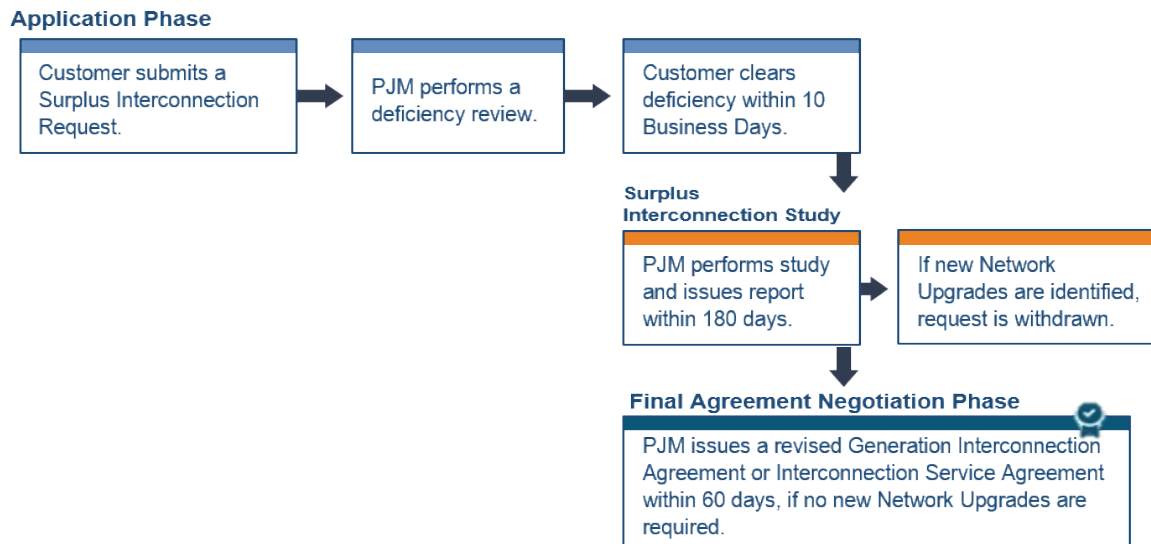 Application Phase
Customer submits a
Surplus Interconnection
Request.
PJM performs a
deficiency review.
Customer clears
deficiency within 10
Business Days.
Surplus
Interconnection Study
PJM performs study
and issues report
within 180 days.
If new Network
Upgrades are identified,
request is withdrawn.
Final Agreement Negotiation Phase
PJM issues a revised Generation Interconnection
Agreement or Interconnection Service Agreement
within 60 days, if no new Network Upgrades are
required.